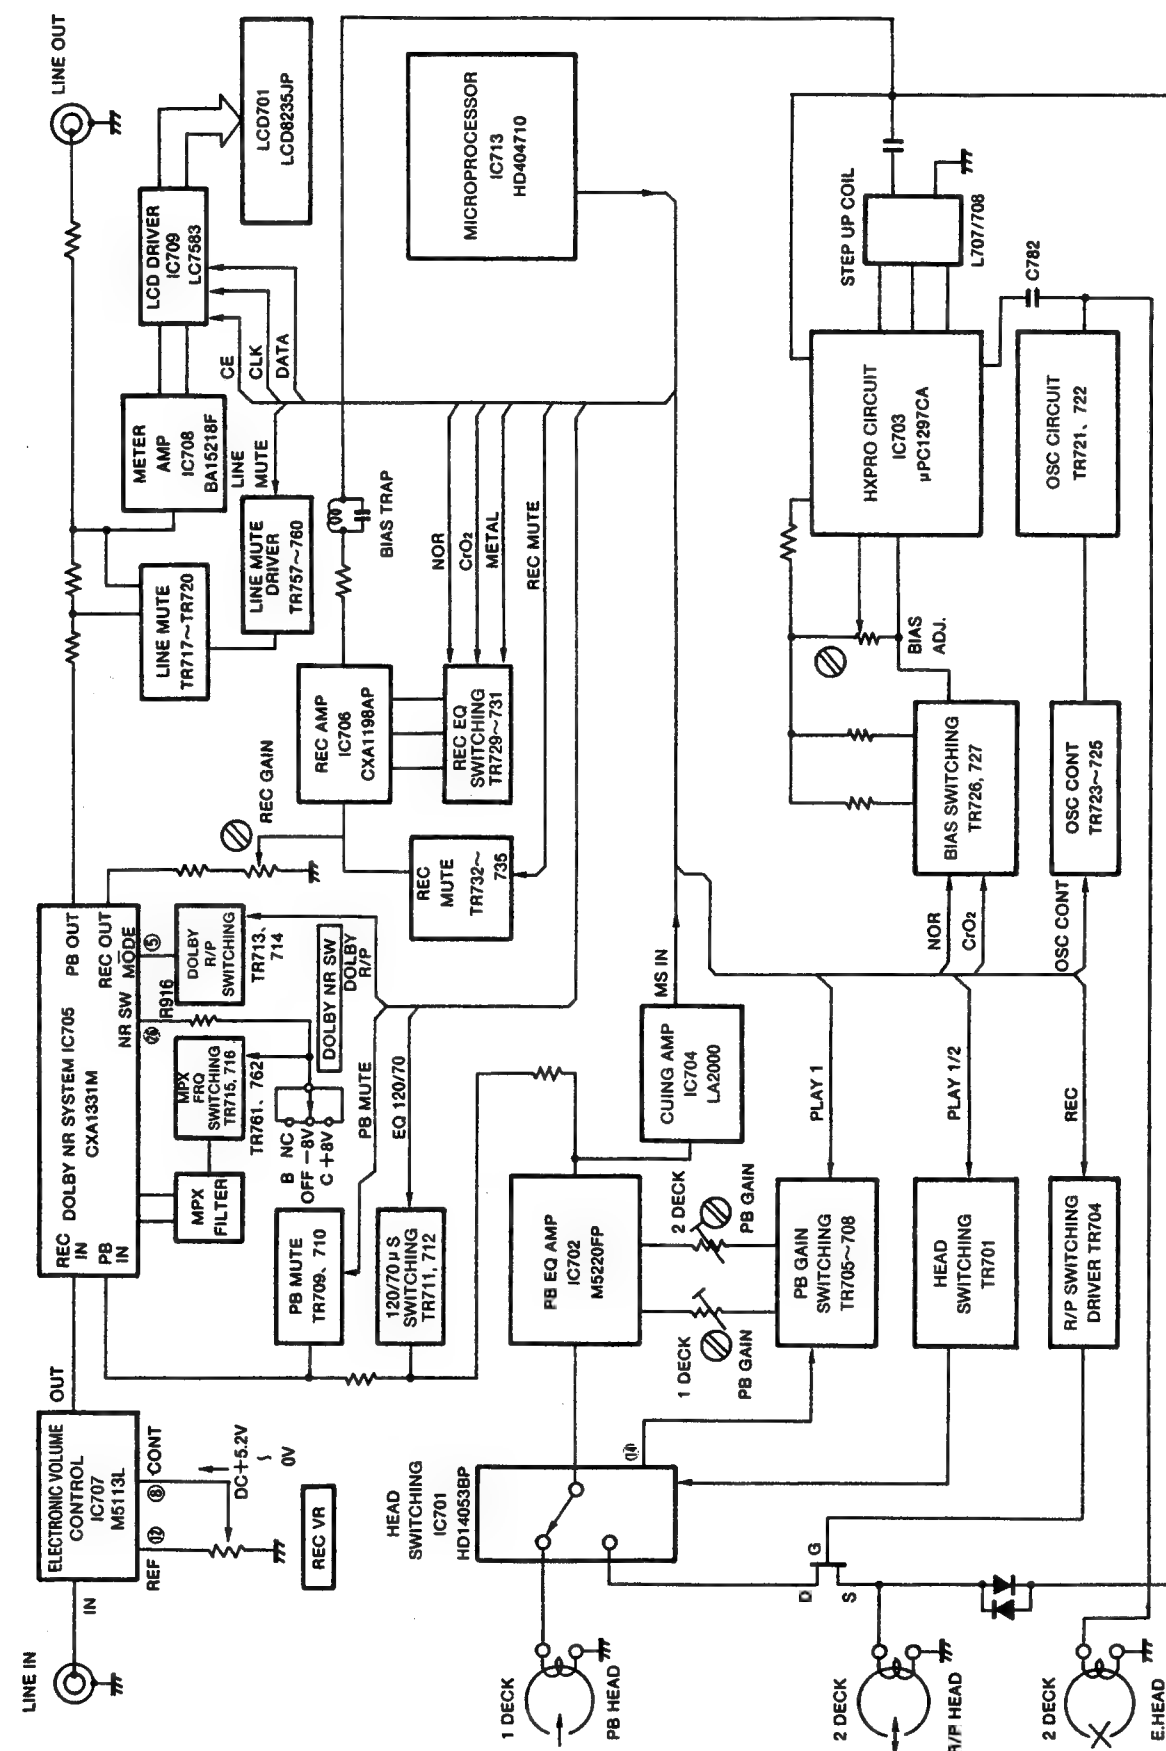 LINE IN
IN
ELECTRONIC VOLUME
CONTROL
IC707
M5113L
OUT
REF ⑫
⑧ CONT
DC+5.2V
~
0V
REC VR
REC
IN
PB
IN
DOLBY NR SYSTEM IC705
CXA1331M
PB OUT
REC OUT
NR SW
MODE
⑤
R916
DOLBY
R/P
SWITCHING
TR713、
714
MPX
FRQ
SWITCHING
TR715, 716
TR761、762
MPX
FILTER
B NC
OFF -8V
C +8V
DOLBY NR SW
DOLBY
R/P
PB MUTE
EQ 120/70
PB MUTE
TR709、710
120/70 μS
SWITCHING
TR711, 712
REC GAIN
LINE MUTE
TR717~TR720
LINE MUTE
DRIVER
TR757~760
LINE
MUTE
METER
AMP
IC708
BA15218F
LCD DRIVER
IC709
LC7583
LINE OUT
LCD701
LCD8235JP
CE
CLK
DATA
REC AMP
IC706
CXA1198AP
BIAS TRAP
REC EQ
SWITCHING
TR729~731
NOR
CrO2
METAL
REC MUTE
REC
MUTE
TR732~
735
MICROPROCESSOR
IC713
HD404710
MS IN
CUING AMP
IC704
LA2000
PB EQ AMP
IC702
M5220FP
1 DECK
PB GAIN
2 DECK
PB GAIN
PB GAIN
SWITCHING
TR705~708
PLAY 1
HEAD
SWITCHING
TR701
PLAY 1/2
R/P SWITCHING
DRIVER TR704
REC
HEAD
SWITCHING
IC701
HD14053BP
D
G
S
1 DECK
PB HEAD
2 DECK
R/P HEAD
2 DECK
E.HEAD
STEP UP COIL
L707/708
C782
HXPRO CIRCUIT
IC703
μPC1297CA
OSC CIRCUIT
TR721、722
BIAS
ADJ.
BIAS SWITCHING
TR726, 727
OSC CONT
TR723~725
NOR
CrO2
OSC CONT